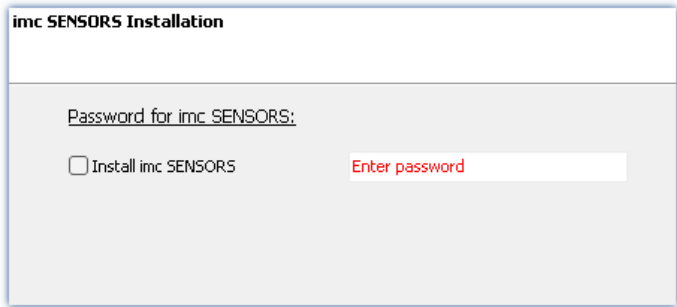 imc SENSORS Installation
Password for imc SENSORS:
Install imc SENSORS
Enter password